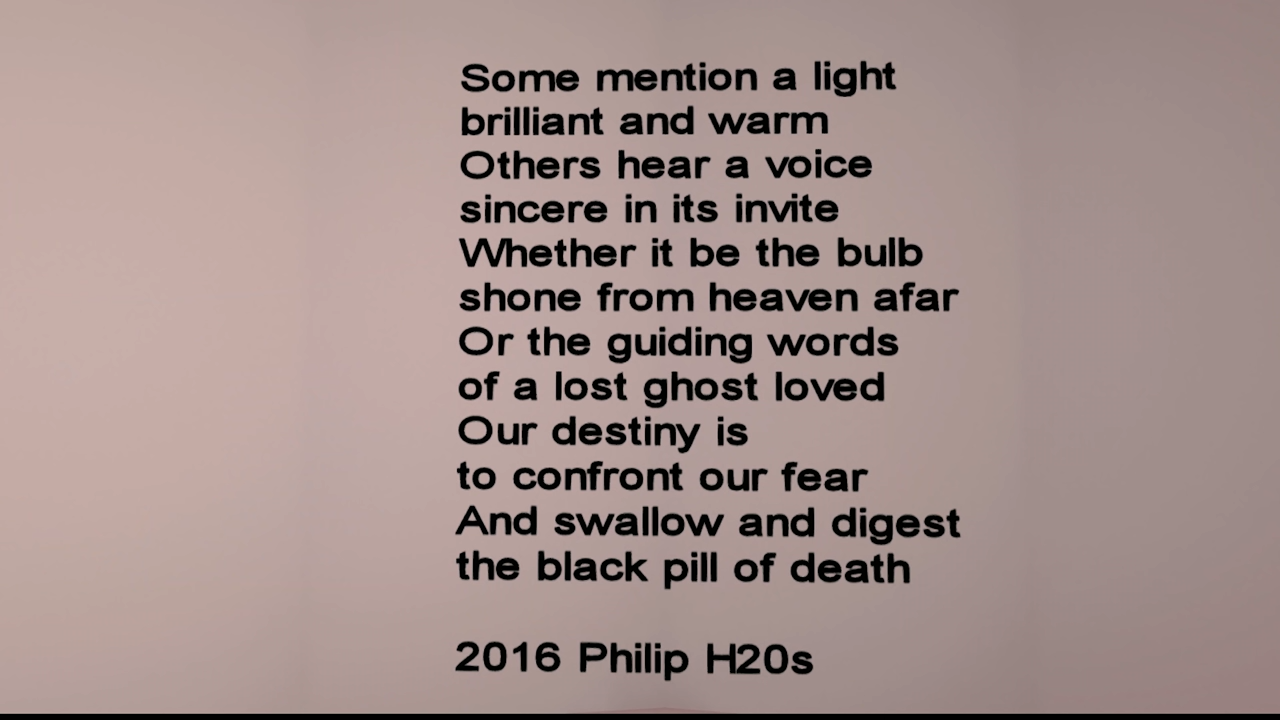 Some mention a light
brilliant and warm
Others hear a voice
sincere in its invite
Whether it be the bulb
shone from heaven afar
Or the guiding words
of a lost ghost loved
Our destiny is
to confront our fear
And swallow and digest
the black pill of death
2016 Philip H20s